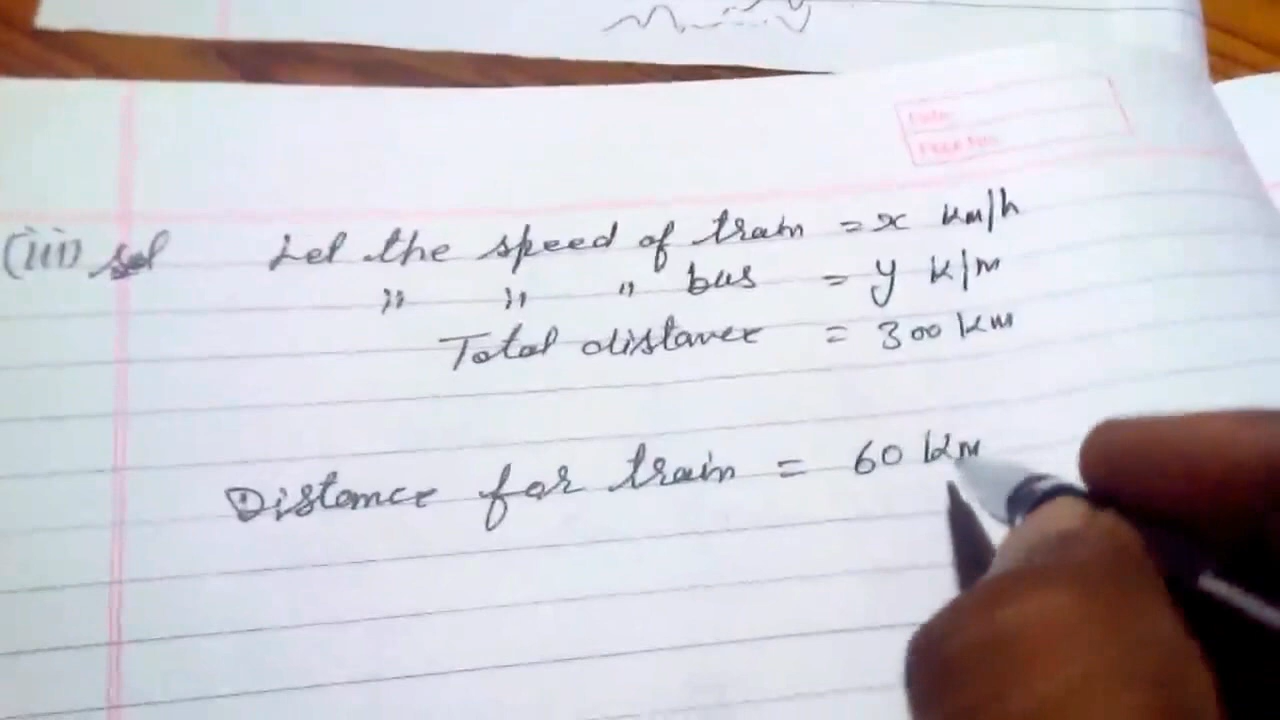 (iii) sol Let the speed of train = x km/h
" " " bus = y k/m
Total distance = 300 km
Distance for train = 60 km